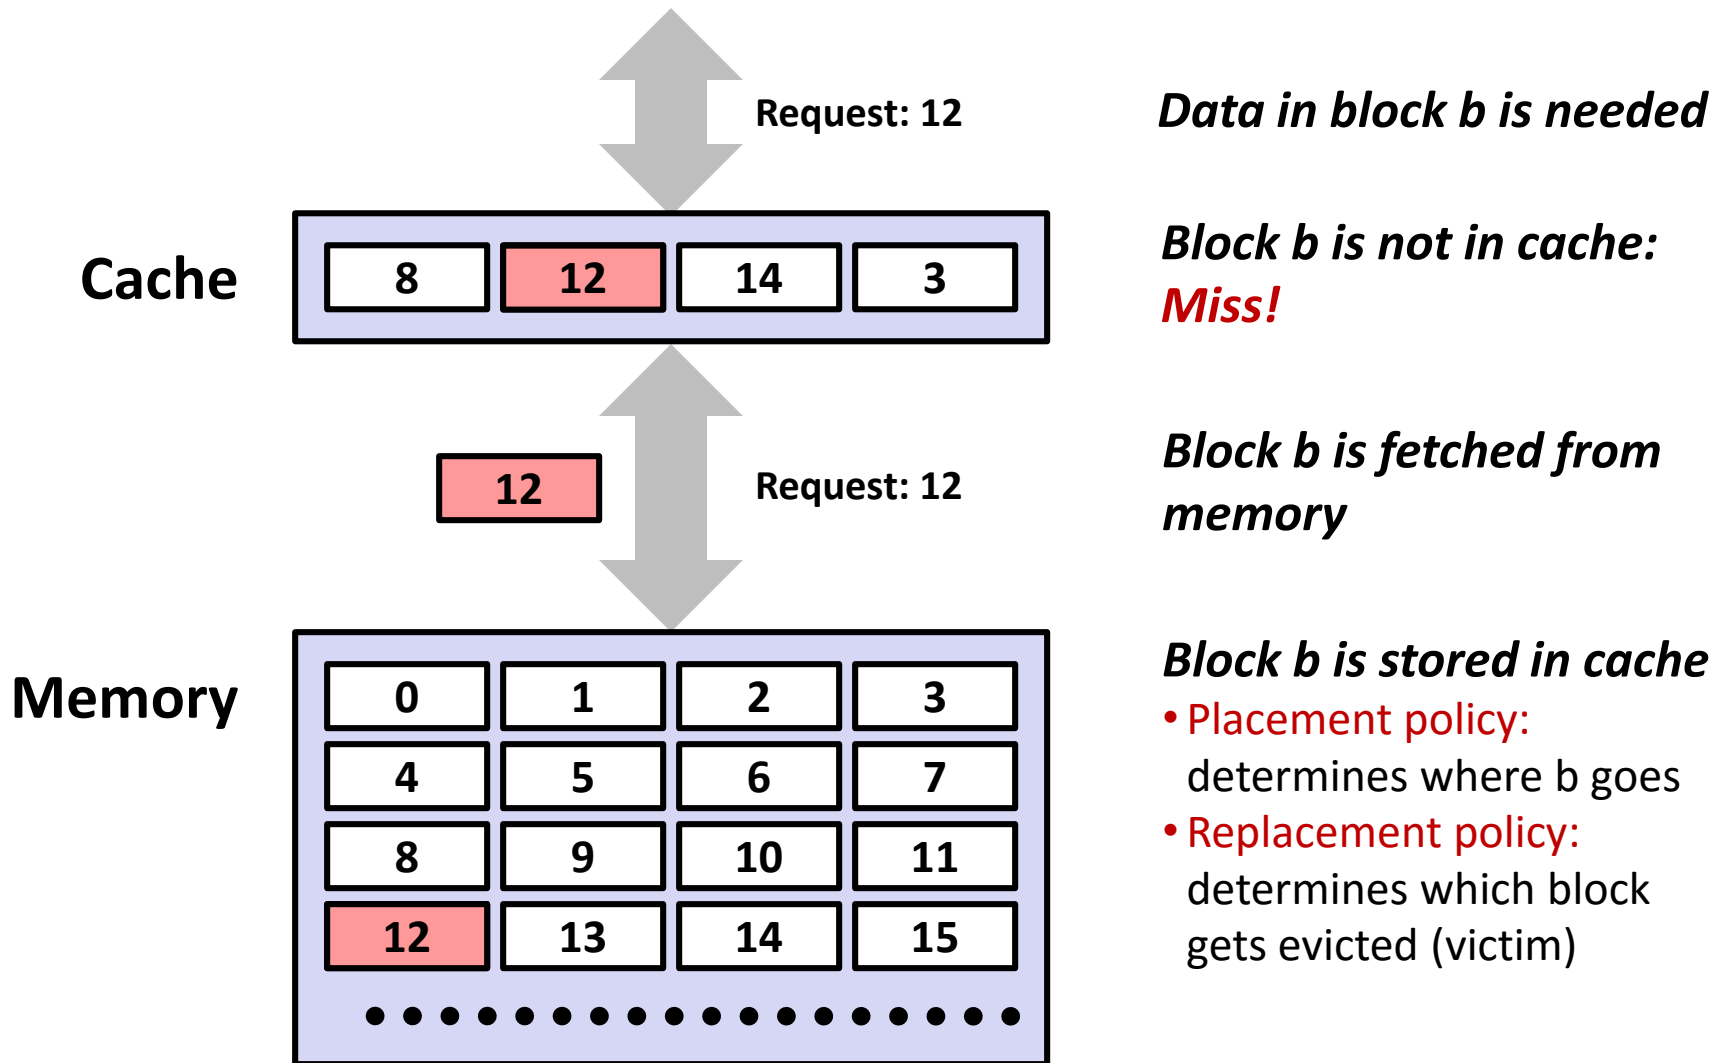 Request: 12
Data in block b is needed
Cache
8 12 14 3
Block b is not in cache:
Miss!
12
Request: 12
Block b is fetched from
memory
Memory
0 1 2 3
4 5 6 7
8 9 10 11
12 13 14 15
Block b is stored in cache
• Placement policy:
determines where b goes
• Replacement policy:
determines which block
gets evicted (victim)